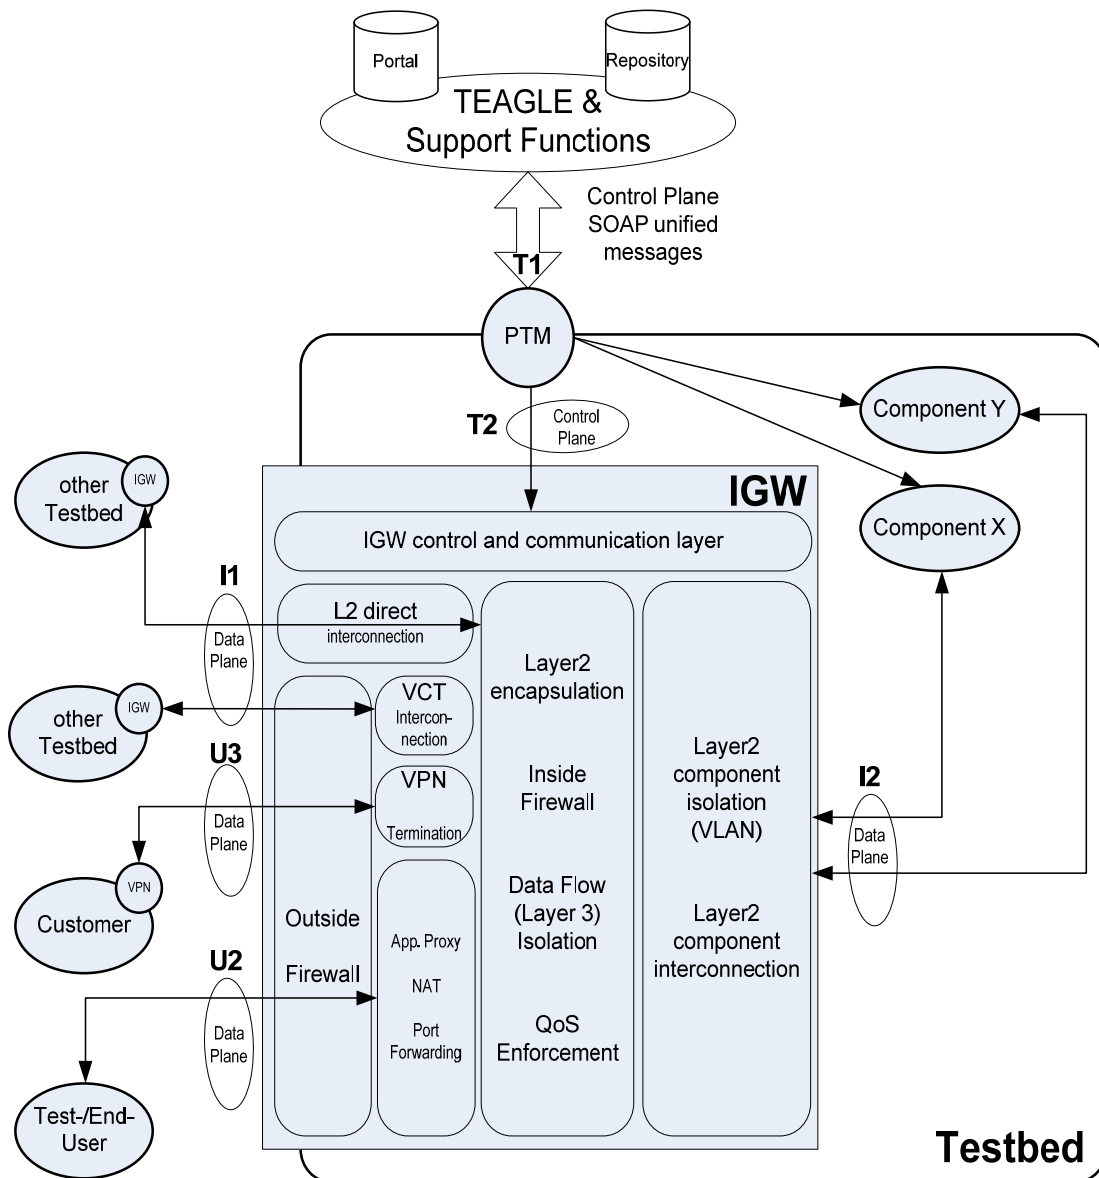 Portal
Repository
TEAGLE &
Support Functions
Control Plane
SOAP unified
messages
T1
PTM
T2
Control
Plane
Component Y
Component X
IGW
other
Testbed
IGW
IGW control and communication layer
I1
Data
Plane
L2 direct
interconnection
Layer2
encapsulation
Inside
Firewall
Data Flow
(Layer 3)
Isolation
QoS
Enforcement
Layer2
component
isolation
(VLAN)
Layer2
component
interconnection
I2
Data
Plane
IGW
other
Testbed
VCT
Intercon-
nection
U3
Data
Plane
VPN
Termination
VPN
Customer
Outside
Firewall
App. Proxy
NAT
Port
Forwarding
U2
Data
Plane
Test-/End-
User
Testbed